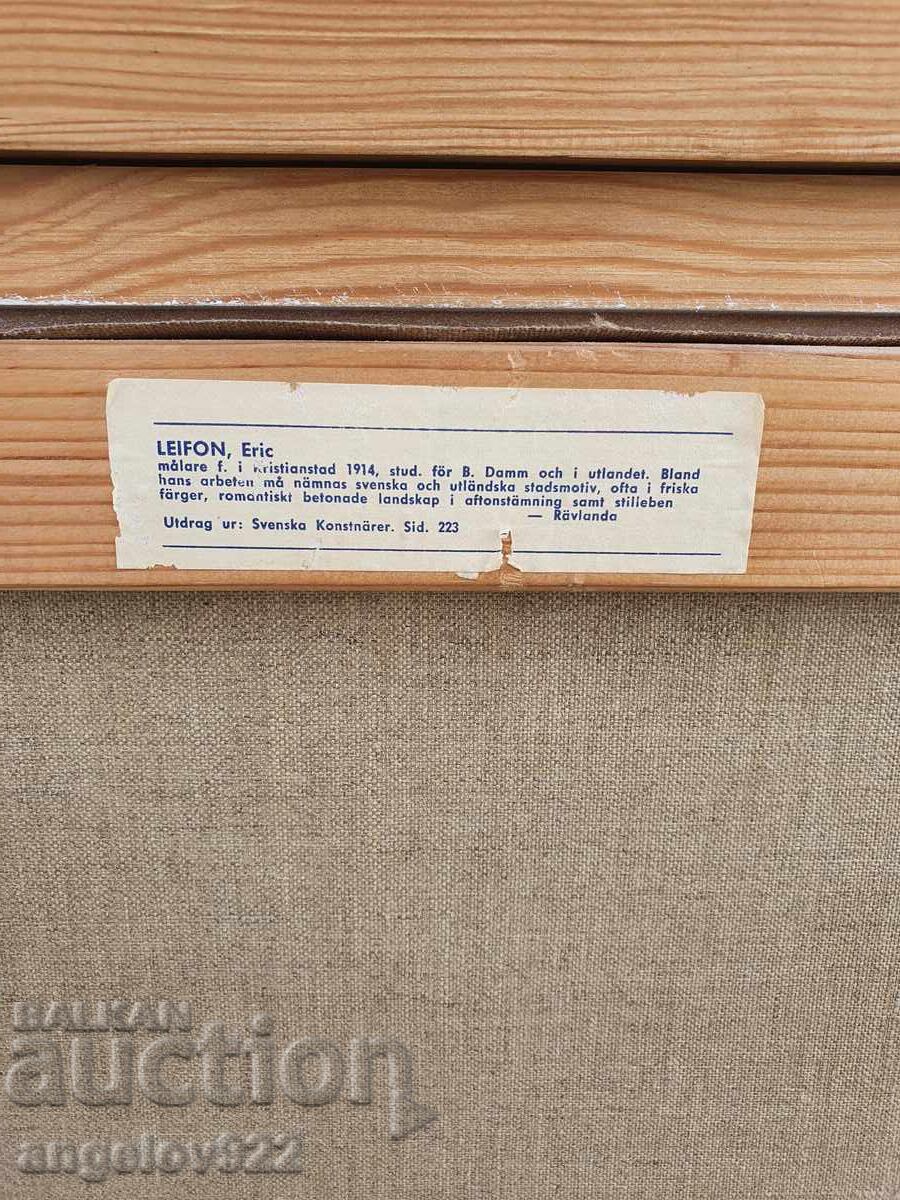 LEIFON, Eric
målare f. i Kristianstad 1914, stud. för B. Damm och i utlandet. Bland
hans arbeten må nämnas svenska och utländska stadsmotiv, ofta i friska
färger, romantiskt betonade landskap i aftonstämning samt stilleben
— Rävlanda
Utdrag ur: Svenska Konstnärer. Sid. 223
BALKAN
auction
angelov922